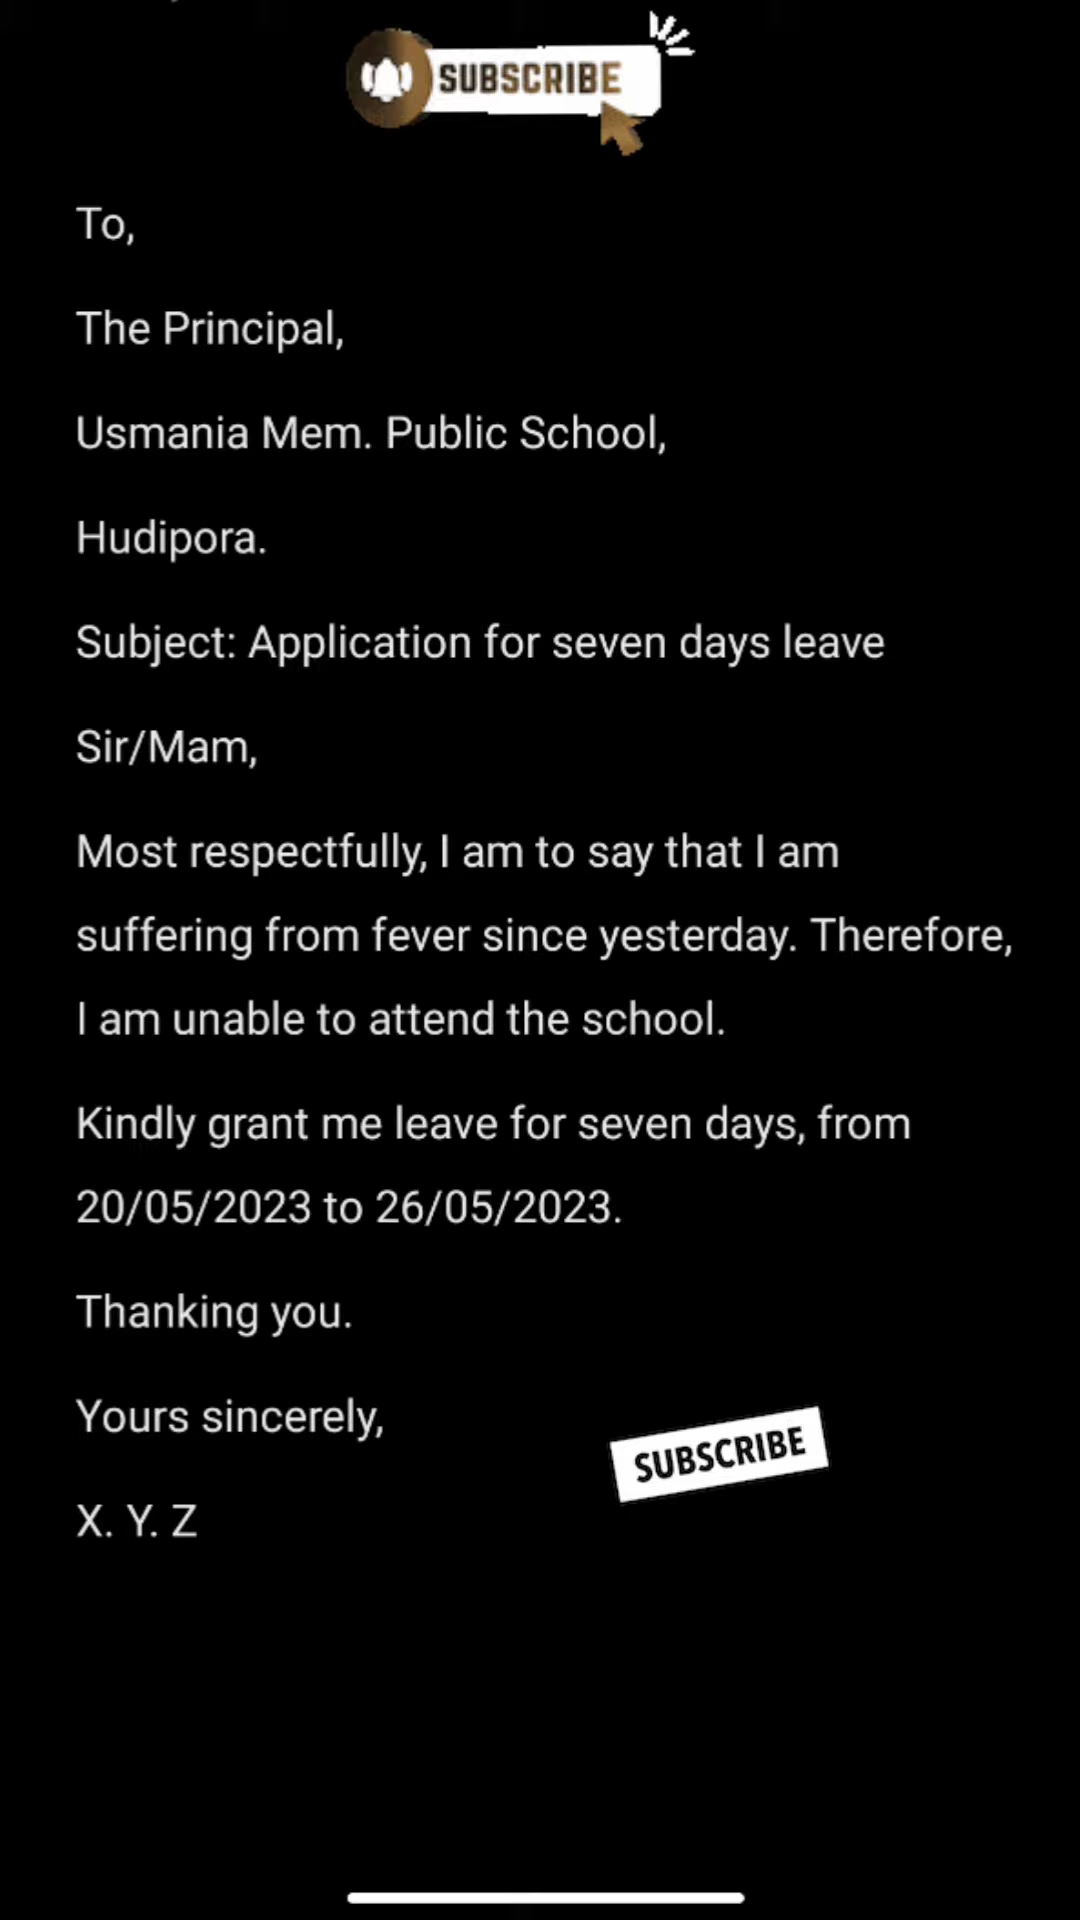 SUBSCRIBE
To,
The Principal,
Usmania Mem. Public School,
Hudipora.
Subject: Application for seven days leave
Sir/Mam,
Most respectfully, I am to say that I am
suffering from fever since yesterday. Therefore,
I am unable to attend the school.
Kindly grant me leave for seven days, from
20/05/2023 to 26/05/2023.
Thanking you.
Yours sincerely,
SUBSCRIBE
X. Y. Z